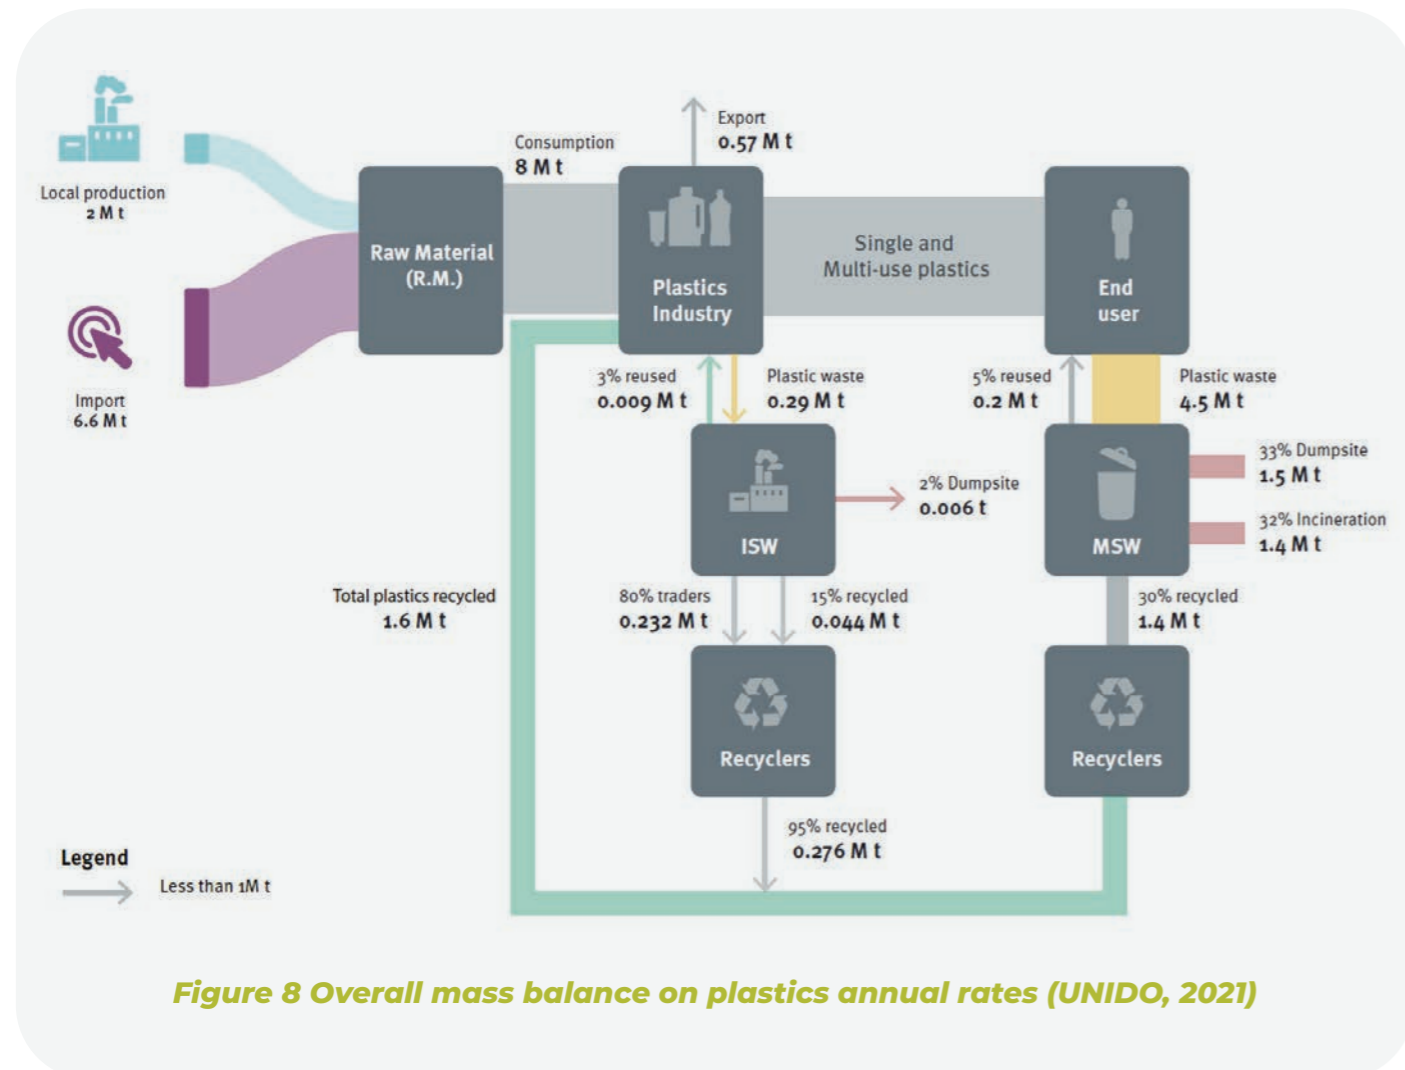 Local production
2 M t
Import
6.6 M t
Raw Material
(R.M.)
Consumption
8 M t
Export
0.57 M t
Plastics
Industry
Single and
Multi-use plastics
End
user
3% reused
0.009 M t
Plastic waste
0.29 M t
5% reused
0.2 M t
Plastic waste
4.5 M t
ISW
2% Dumpsite
0.006 t
MSW
33% Dumpsite
1.5 M t
32% Incineration
1.4 M t
Total plastics recycled
1.6 M t
80% traders
0.232 M t
15% recycled
0.044 M t
30% recycled
1.4 M t
Recyclers
Recyclers
95% recycled
0.276 M t
Legend
Less than 1M t
Figure 8 Overall mass balance on plastics annual rates (UNIDO, 2021)